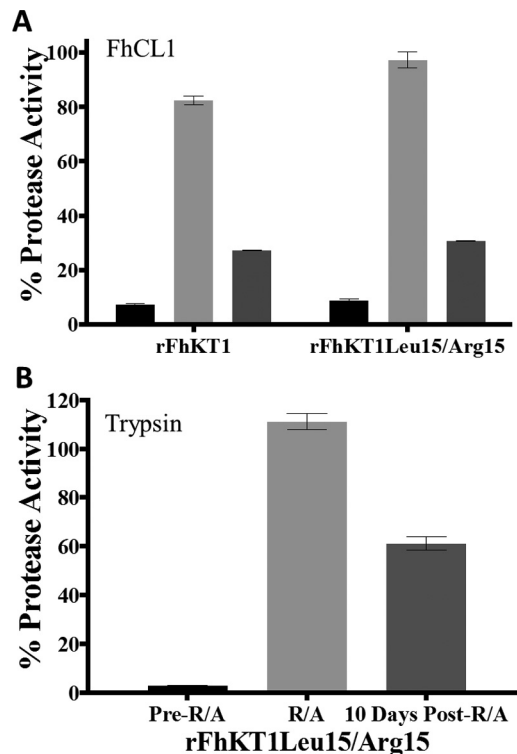 A
FhCL1
% Protease Activity
100
80
60
40
20
0
rFhKT1
rFhKT1Leu15/Arg15
B
Trypsin
% Protease Activity
120
100
80
60
40
20
0
Pre-R/A
R/A
10 Days Post-R/A
rFhKT1Leu15/Arg15